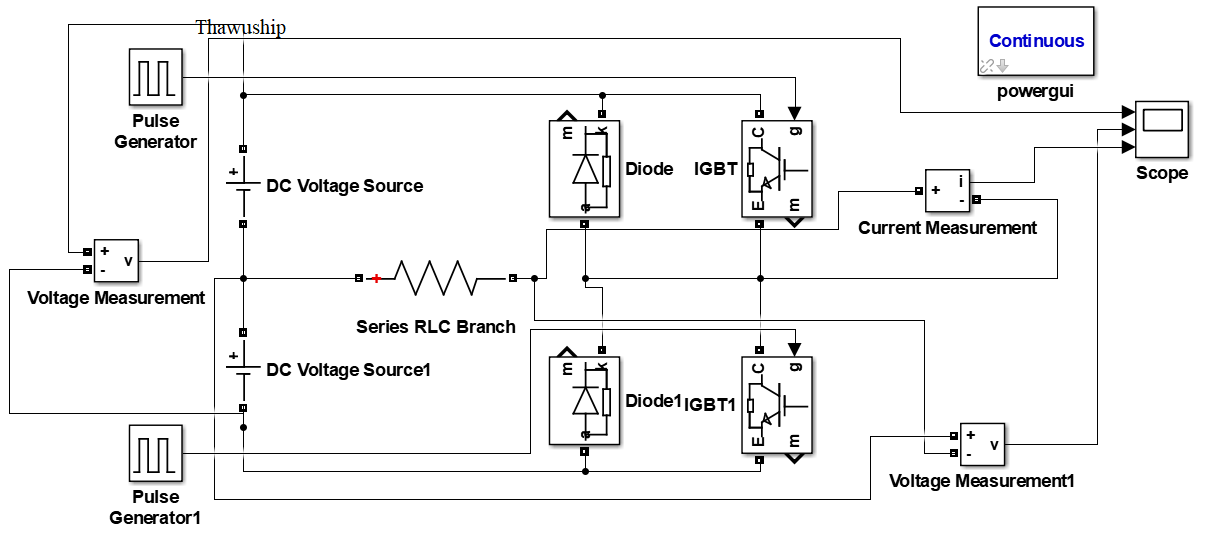 Thawuship
Continuous
powergui
Pulse
Generator
m
k
a
Diode
IGBT
C
g
E
m
Scope
DC Voltage Source
+
i
-
Current Measurement
+
+
-
v
Voltage Measurement
+
Series RLC Branch
+
DC Voltage Source1
m
k
a
Diode1
IGBT1
C
g
E
m
Pulse
Generator1
+
-
v
Voltage Measurement1